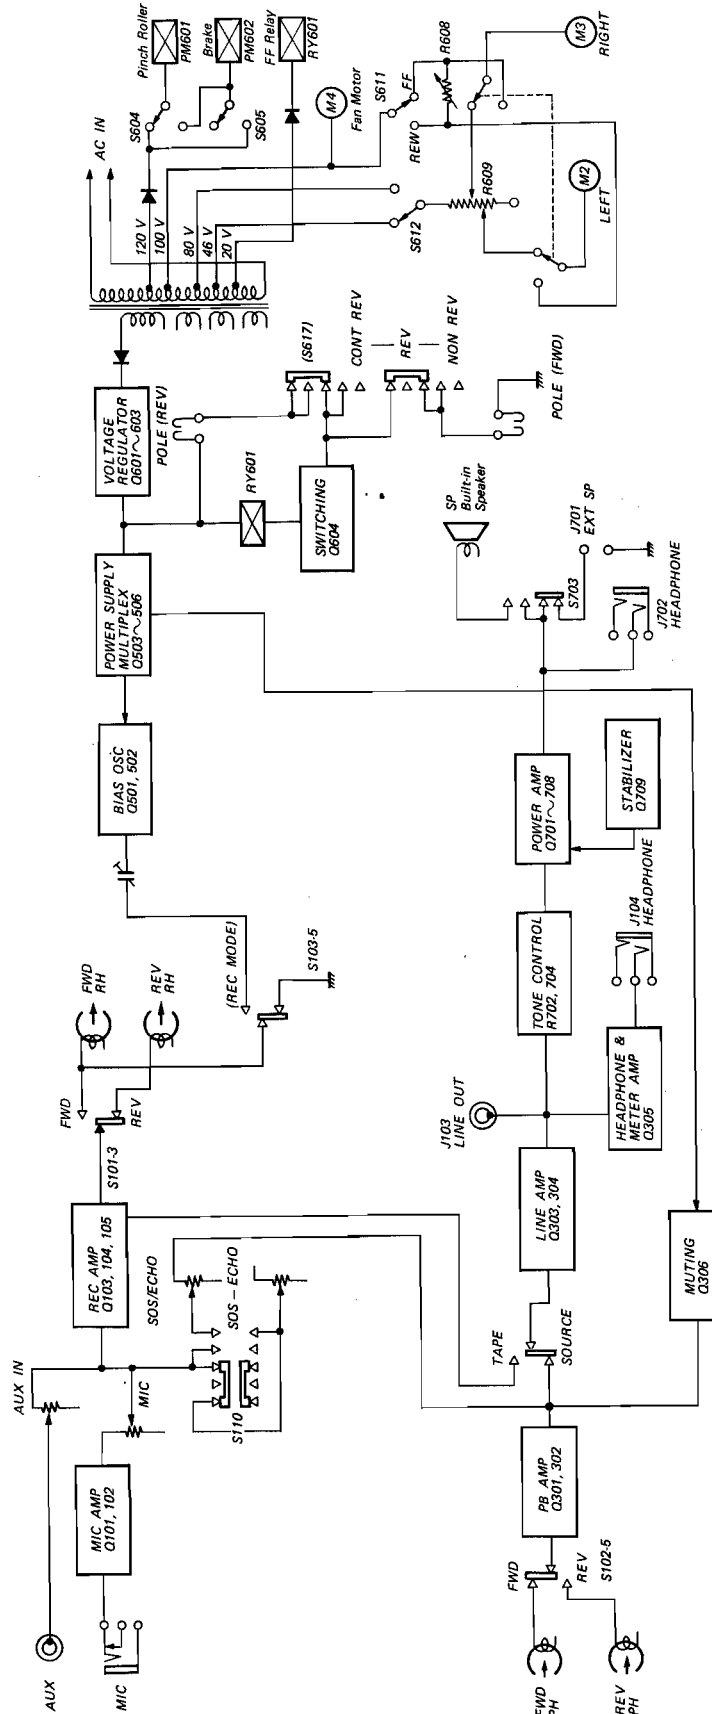 AUX
MIC
AUX IN
MIC AMP
Q101, 102
MIC
REC AMP
Q103, 104, 105
SOS/ECHO
SOS – ECHO
S110
S101-3
FWD
REV
FWD
RH
REV
RH
(REC MODE)
S103-5
BIAS OSC
Q501, 502
POWER SUPPLY
MULTIPLEX
Q503~506
VOLTAGE
REGULATOR
Q601~603
POLE (REV)
RY601
SWITCHING
Q604
(S617)
CONT REV
REV
NON REV
POLE (FWD)
120 V
100 V
80 V
46 V
20 V
AC IN
S604
S605
Pinch Roller
PM601
Brake
PM602
FF Relay
RY601
M4
Fan Motor
S611
FF
REW
R608
S612
R609
M3
RIGHT
M2
LEFT
FWD
PH
REV
PH
FWD
REV
S102-5
PB AMP
Q301, 302
TAPE
SOURCE
LINE AMP
Q303, 304
J103
LINE OUT
MUTING
Q306
HEADPHONE &
METER AMP
Q305
J104
HEADPHONE
TONE CONTROL
R702, 704
POWER AMP
Q701~708
STABILIZER
Q709
SP
Built-in
Speaker
S703
J701
EXT SP
J702
HEADPHONE